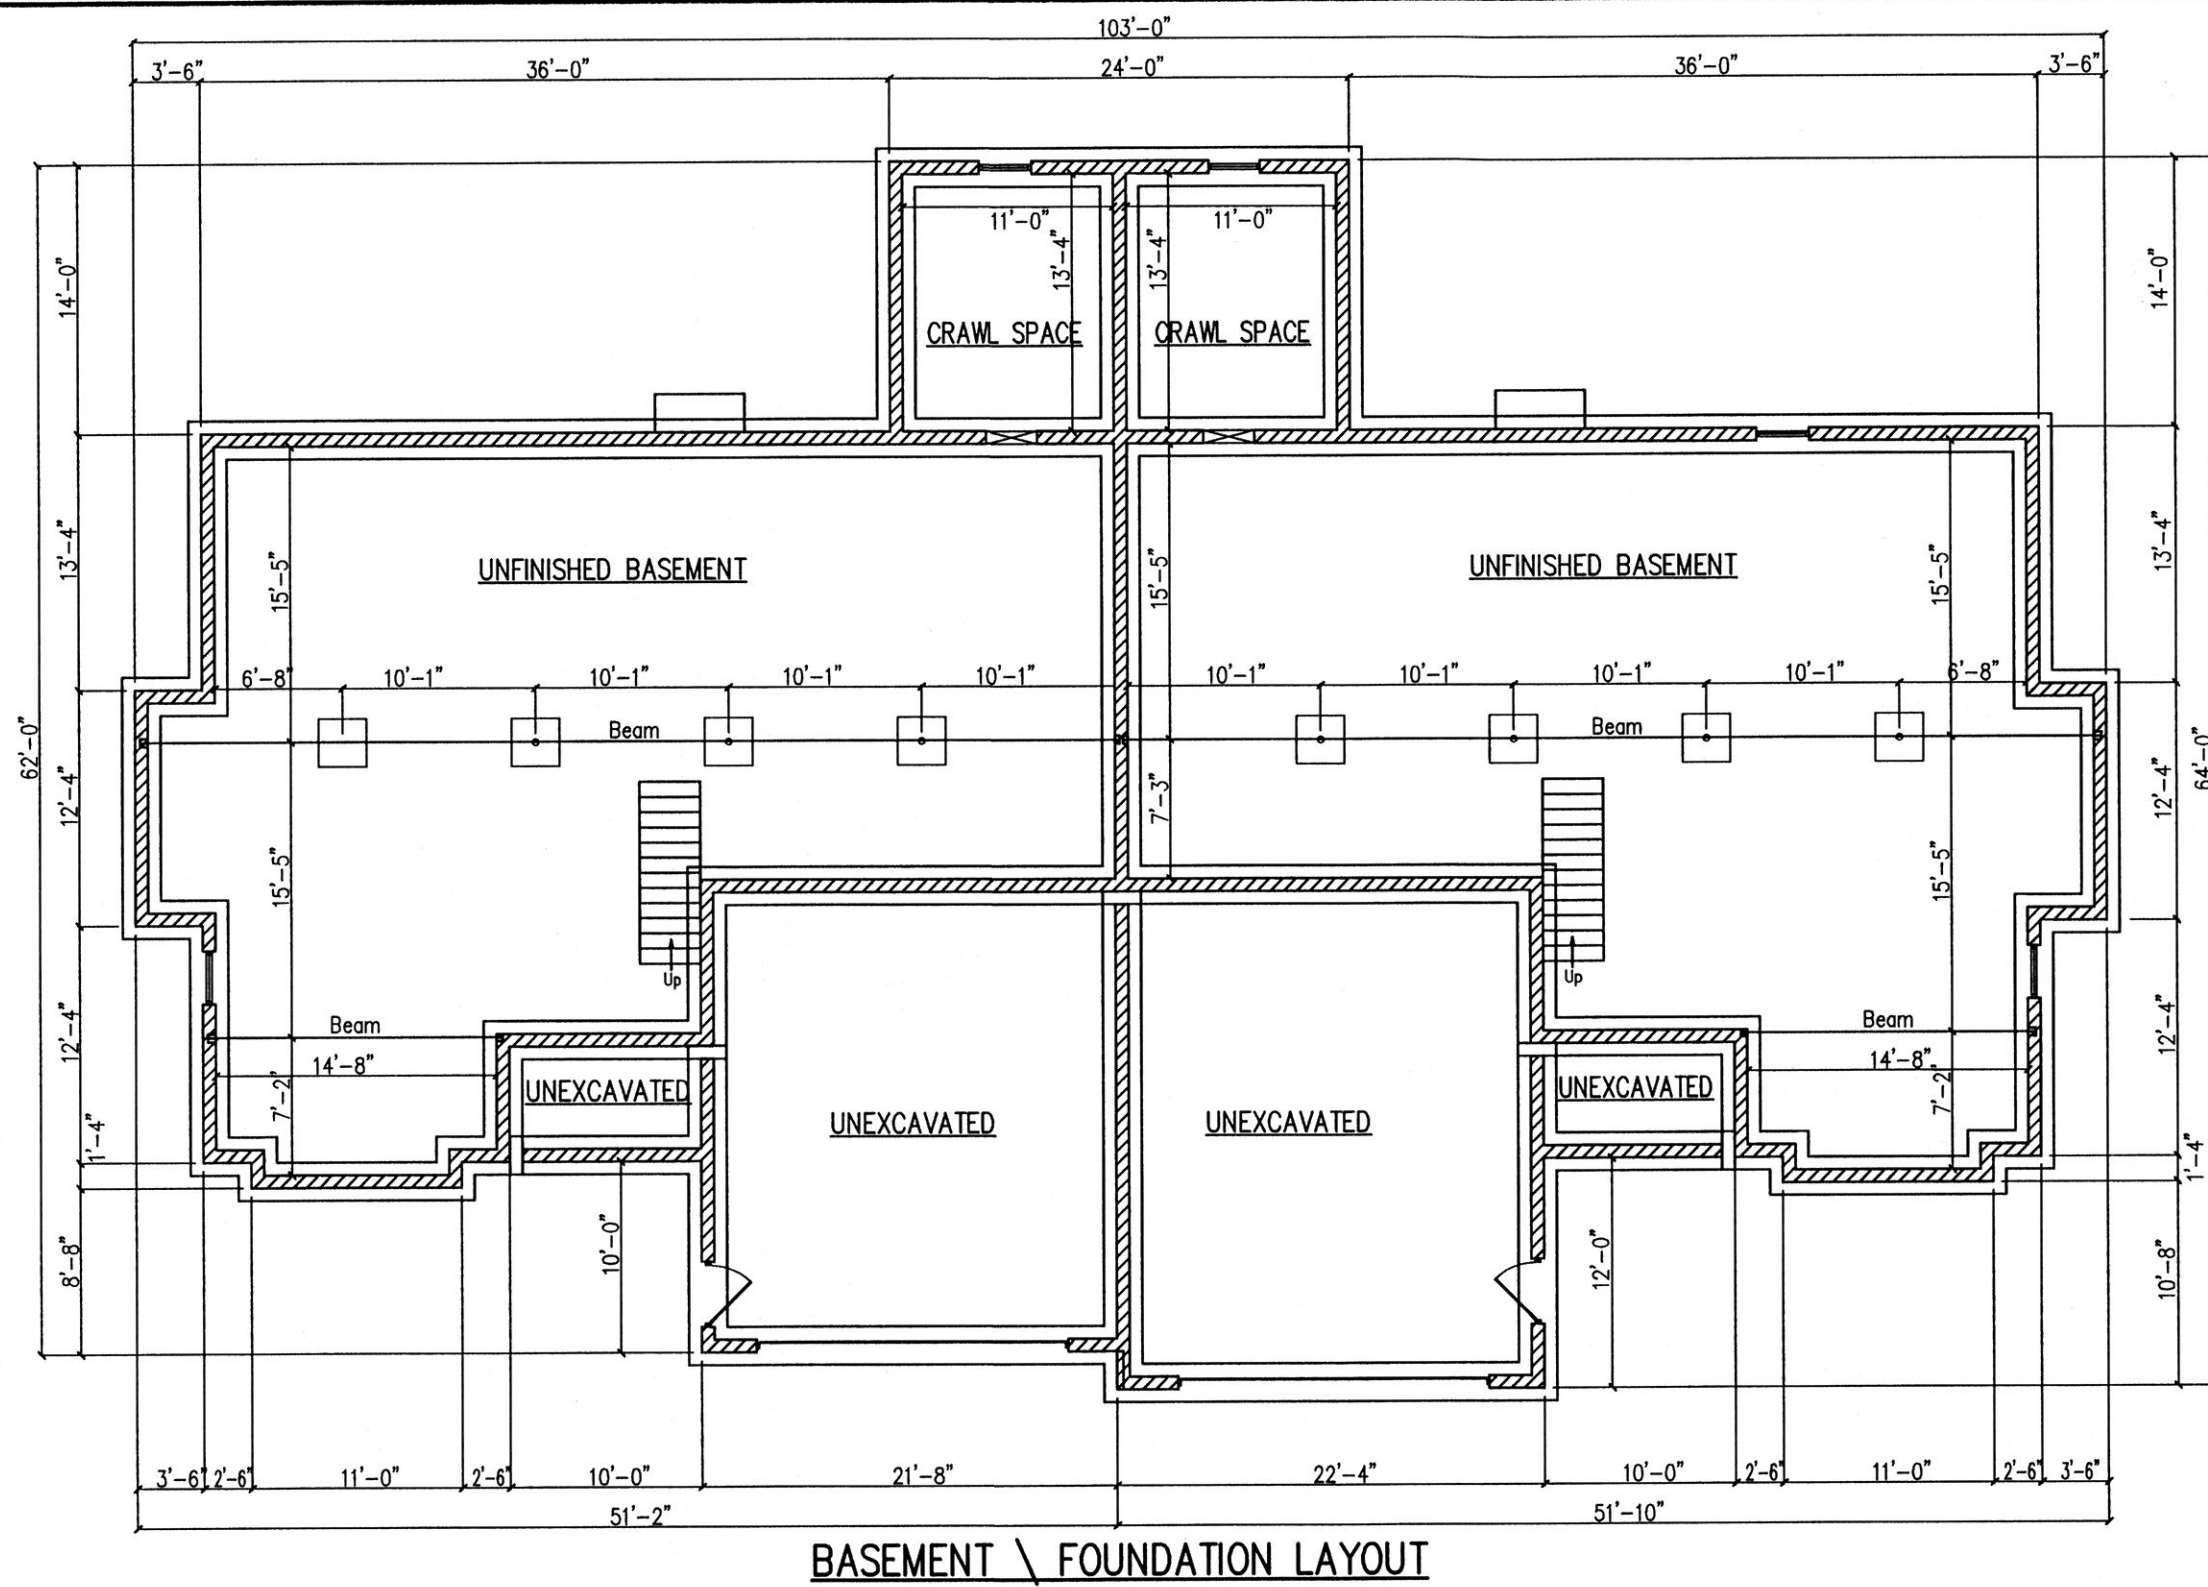 103'-0"
3'-6" 36'-0" 24'-0" 36'-0" 3'-6"
11'-0" 11'-0"
14'-0" 13'-4" 13'-4" 14'-0"
CRAWL SPACE CRAWL SPACE
13'-4" 15'-5" UNFINISHED BASEMENT 15'-5" UNFINISHED BASEMENT 15'-5" 13'-4"
6'-8" 10'-1" 10'-1" 10'-1" 10'-1" 10'-1" 10'-1" 10'-1" 10'-1" 6'-8"
Beam Beam
62'-0" 12'-4" 7'-3" 12'-4" 64'-0"
15'-5" 15'-5"
Up Up
Beam Beam
12'-4" 14'-8" 14'-8" 12'-4"
7'-2" UNEXCAVATED UNEXCAVATED 7'-2"
1'-4" UNEXCAVATED UNEXCAVATED 1'-4"
8'-8" 10'-0" 12'-0" 10'-8"
3'-6" 2'-6" 11'-0" 2'-6" 10'-0" 21'-8" 22'-4" 10'-0" 2'-6" 11'-0" 2'-6" 3'-6"
51'-2" 51'-10"
BASEMENT \ FOUNDATION LAYOUT